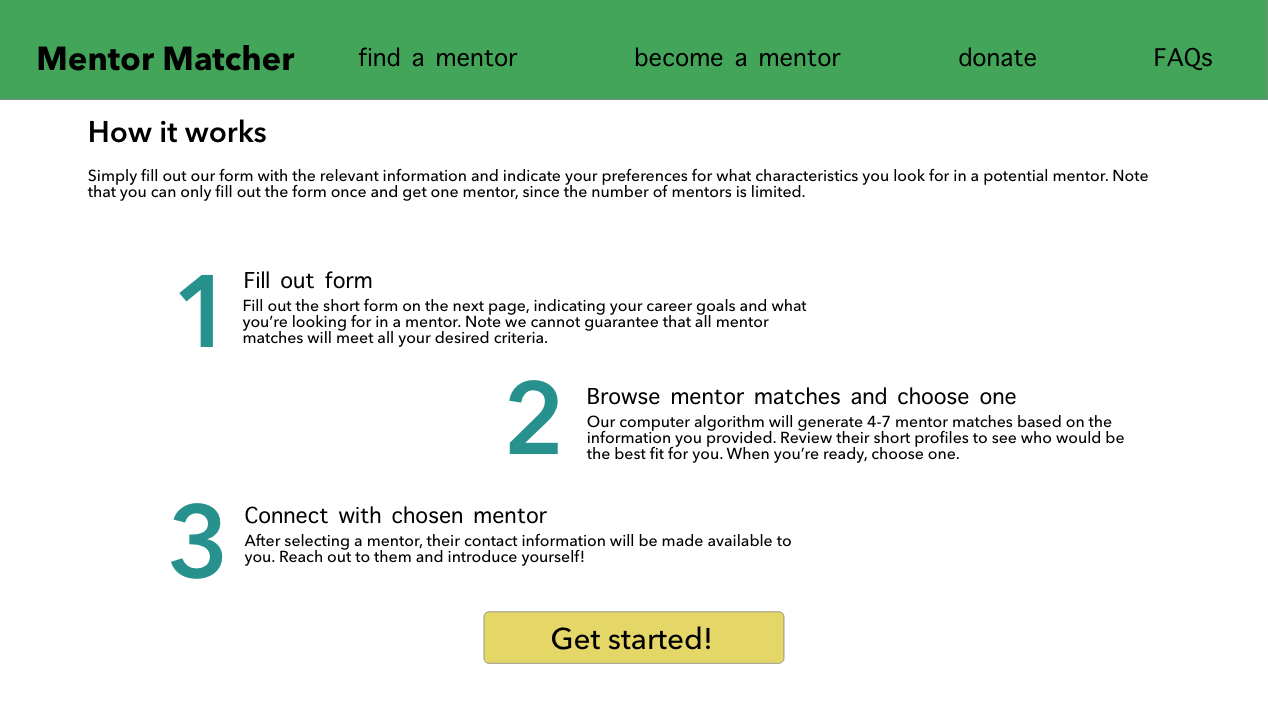 Mentor Matcher find a mentor become a mentor donate FAQs
How it works
Simply fill out our form with the relevant information and indicate your preferences for what characteristics you look for in a potential mentor. Note
that you can only fill out the form once and get one mentor, since the number of mentors is limited.
1 Fill out form
Fill out the short form on the next page, indicating your career goals and what
you’re looking for in a mentor. Note we cannot guarantee that all mentor
matches will meet all your desired criteria.
2 Browse mentor matches and choose one
Our computer algorithm will generate 4-7 mentor matches based on the
information you provided. Review their short profiles to see who would be
the best fit for you. When you’re ready, choose one.
3 Connect with chosen mentor
After selecting a mentor, their contact information will be made available to
you. Reach out to them and introduce yourself!
Get started!